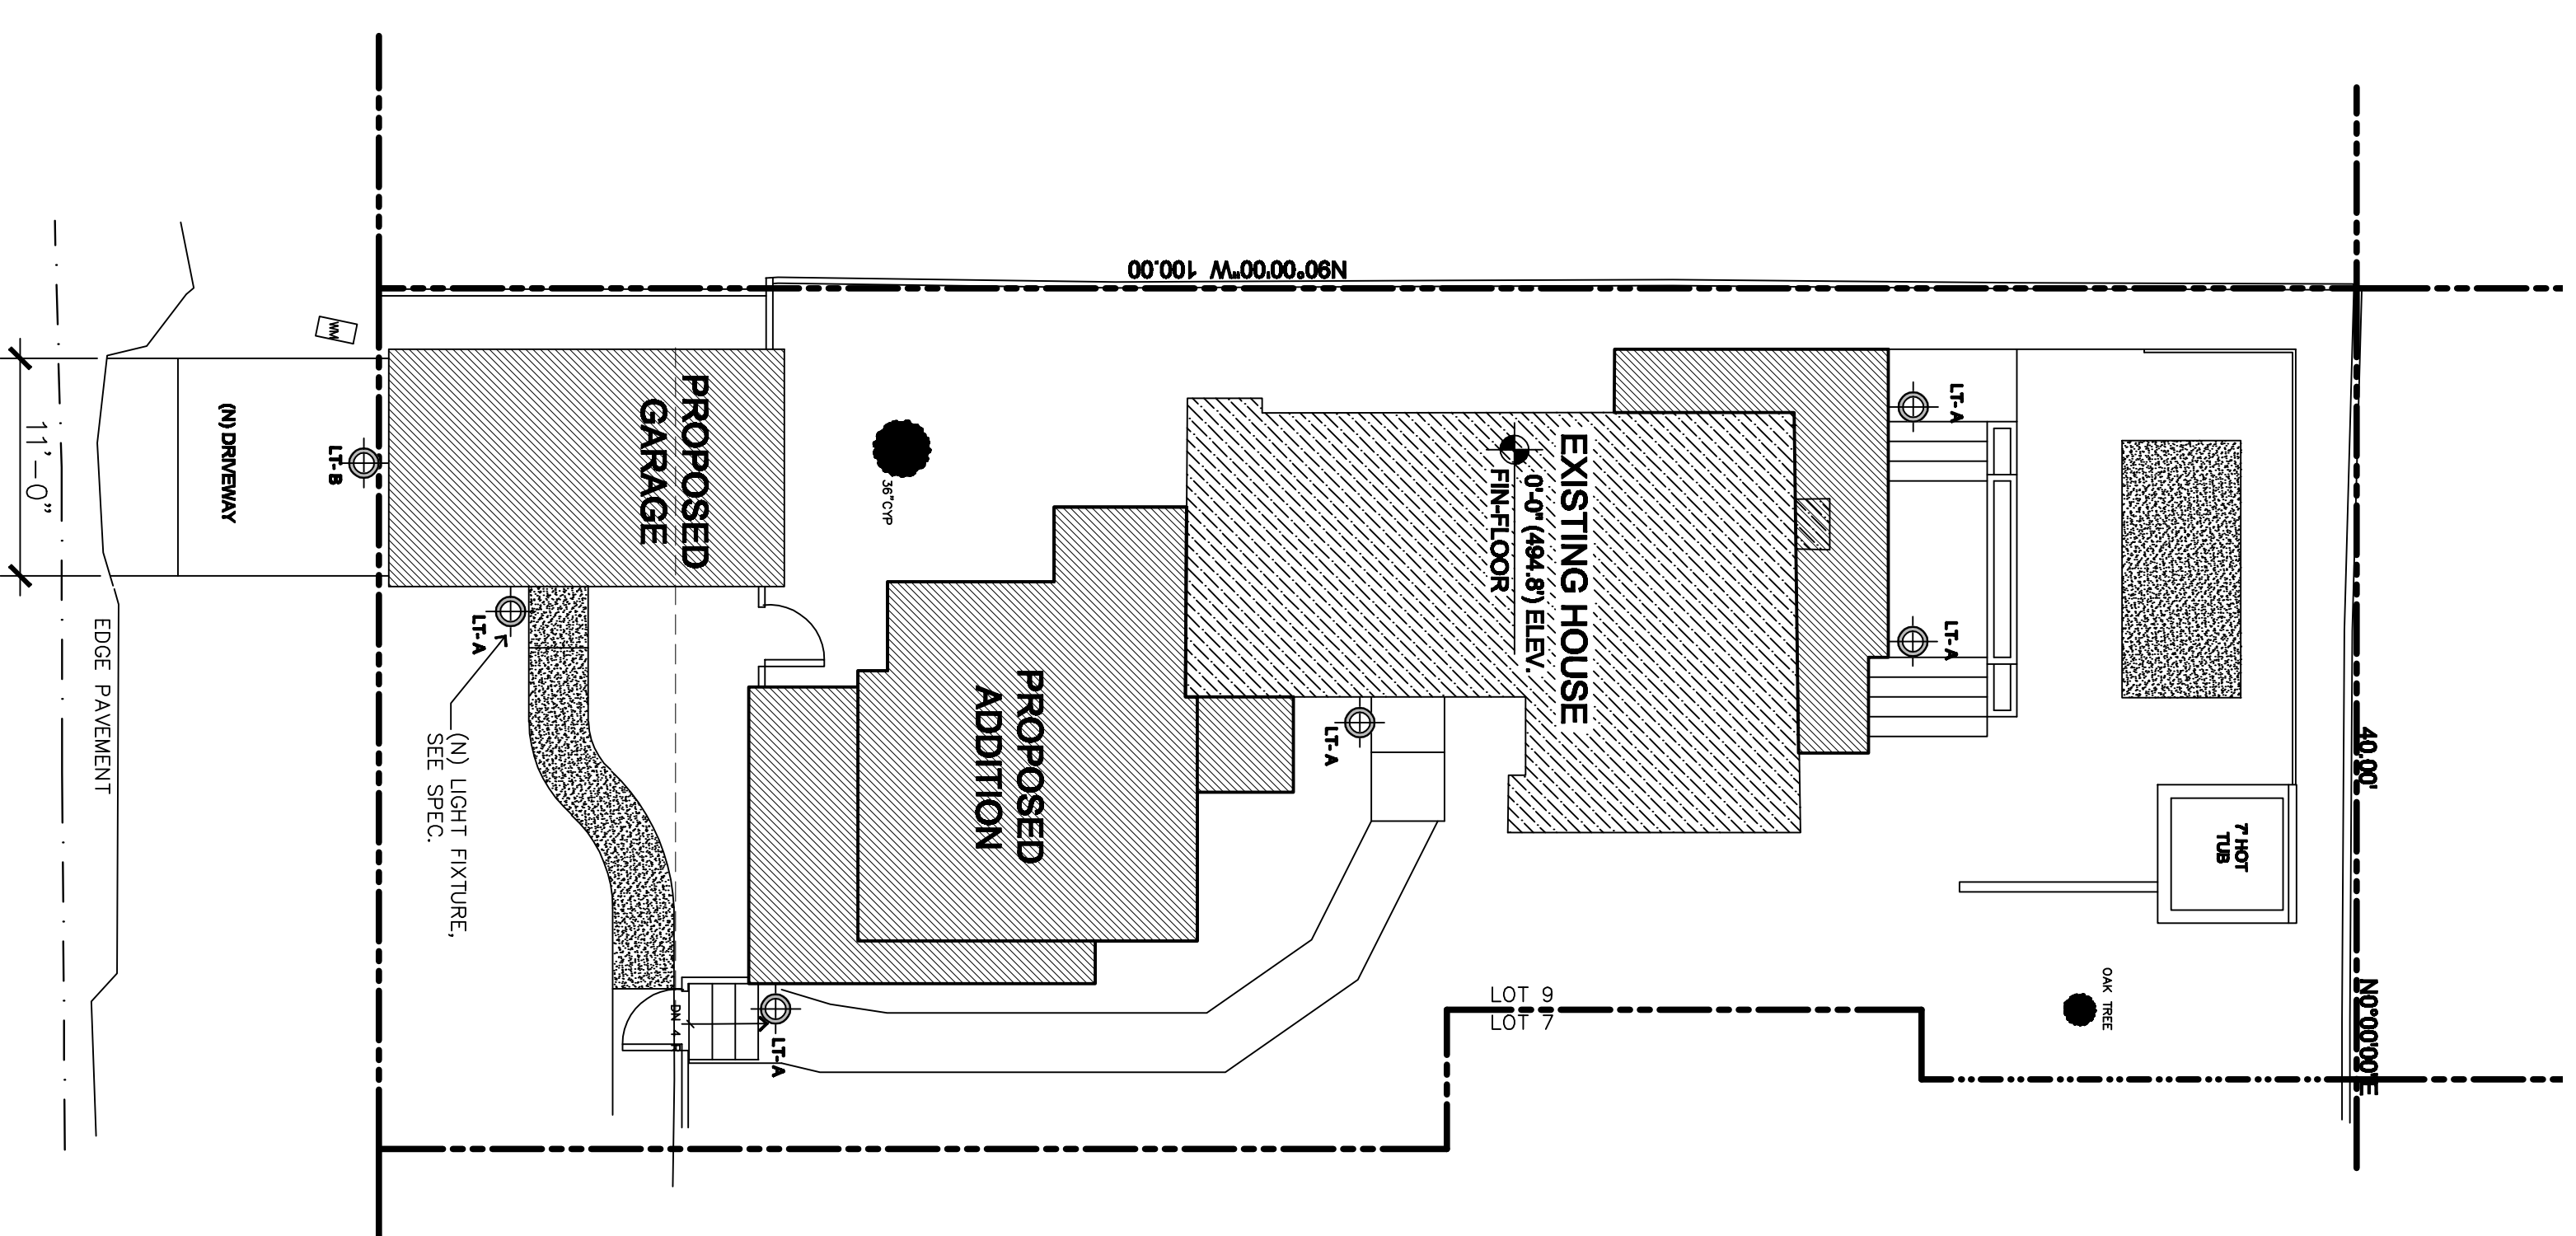 N90°00'00"W 100.00
WM
11'-0"
(N) DRIVEWAY
LT-B
PROPOSED
GARAGE
36"CYP
EXISTING HOUSE
0'-0" (494.8') ELEV.
FIN-FLOOR
LT-A
LT-A
LT-A
LT-A
EDGE PAVEMENT
(N) LIGHT FIXTURE,
SEE SPEC.
PROPOSED
ADDITION
40.00'
7' HOT
TUB
OAK TREE
LOT 9
LOT 7
DN 4 R
LT-A
N0°00'00"E